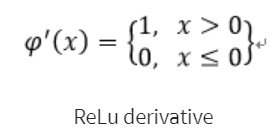 φ′(x) = {1, x > 0
0, x ≤ 0}↵
ReLu derivative